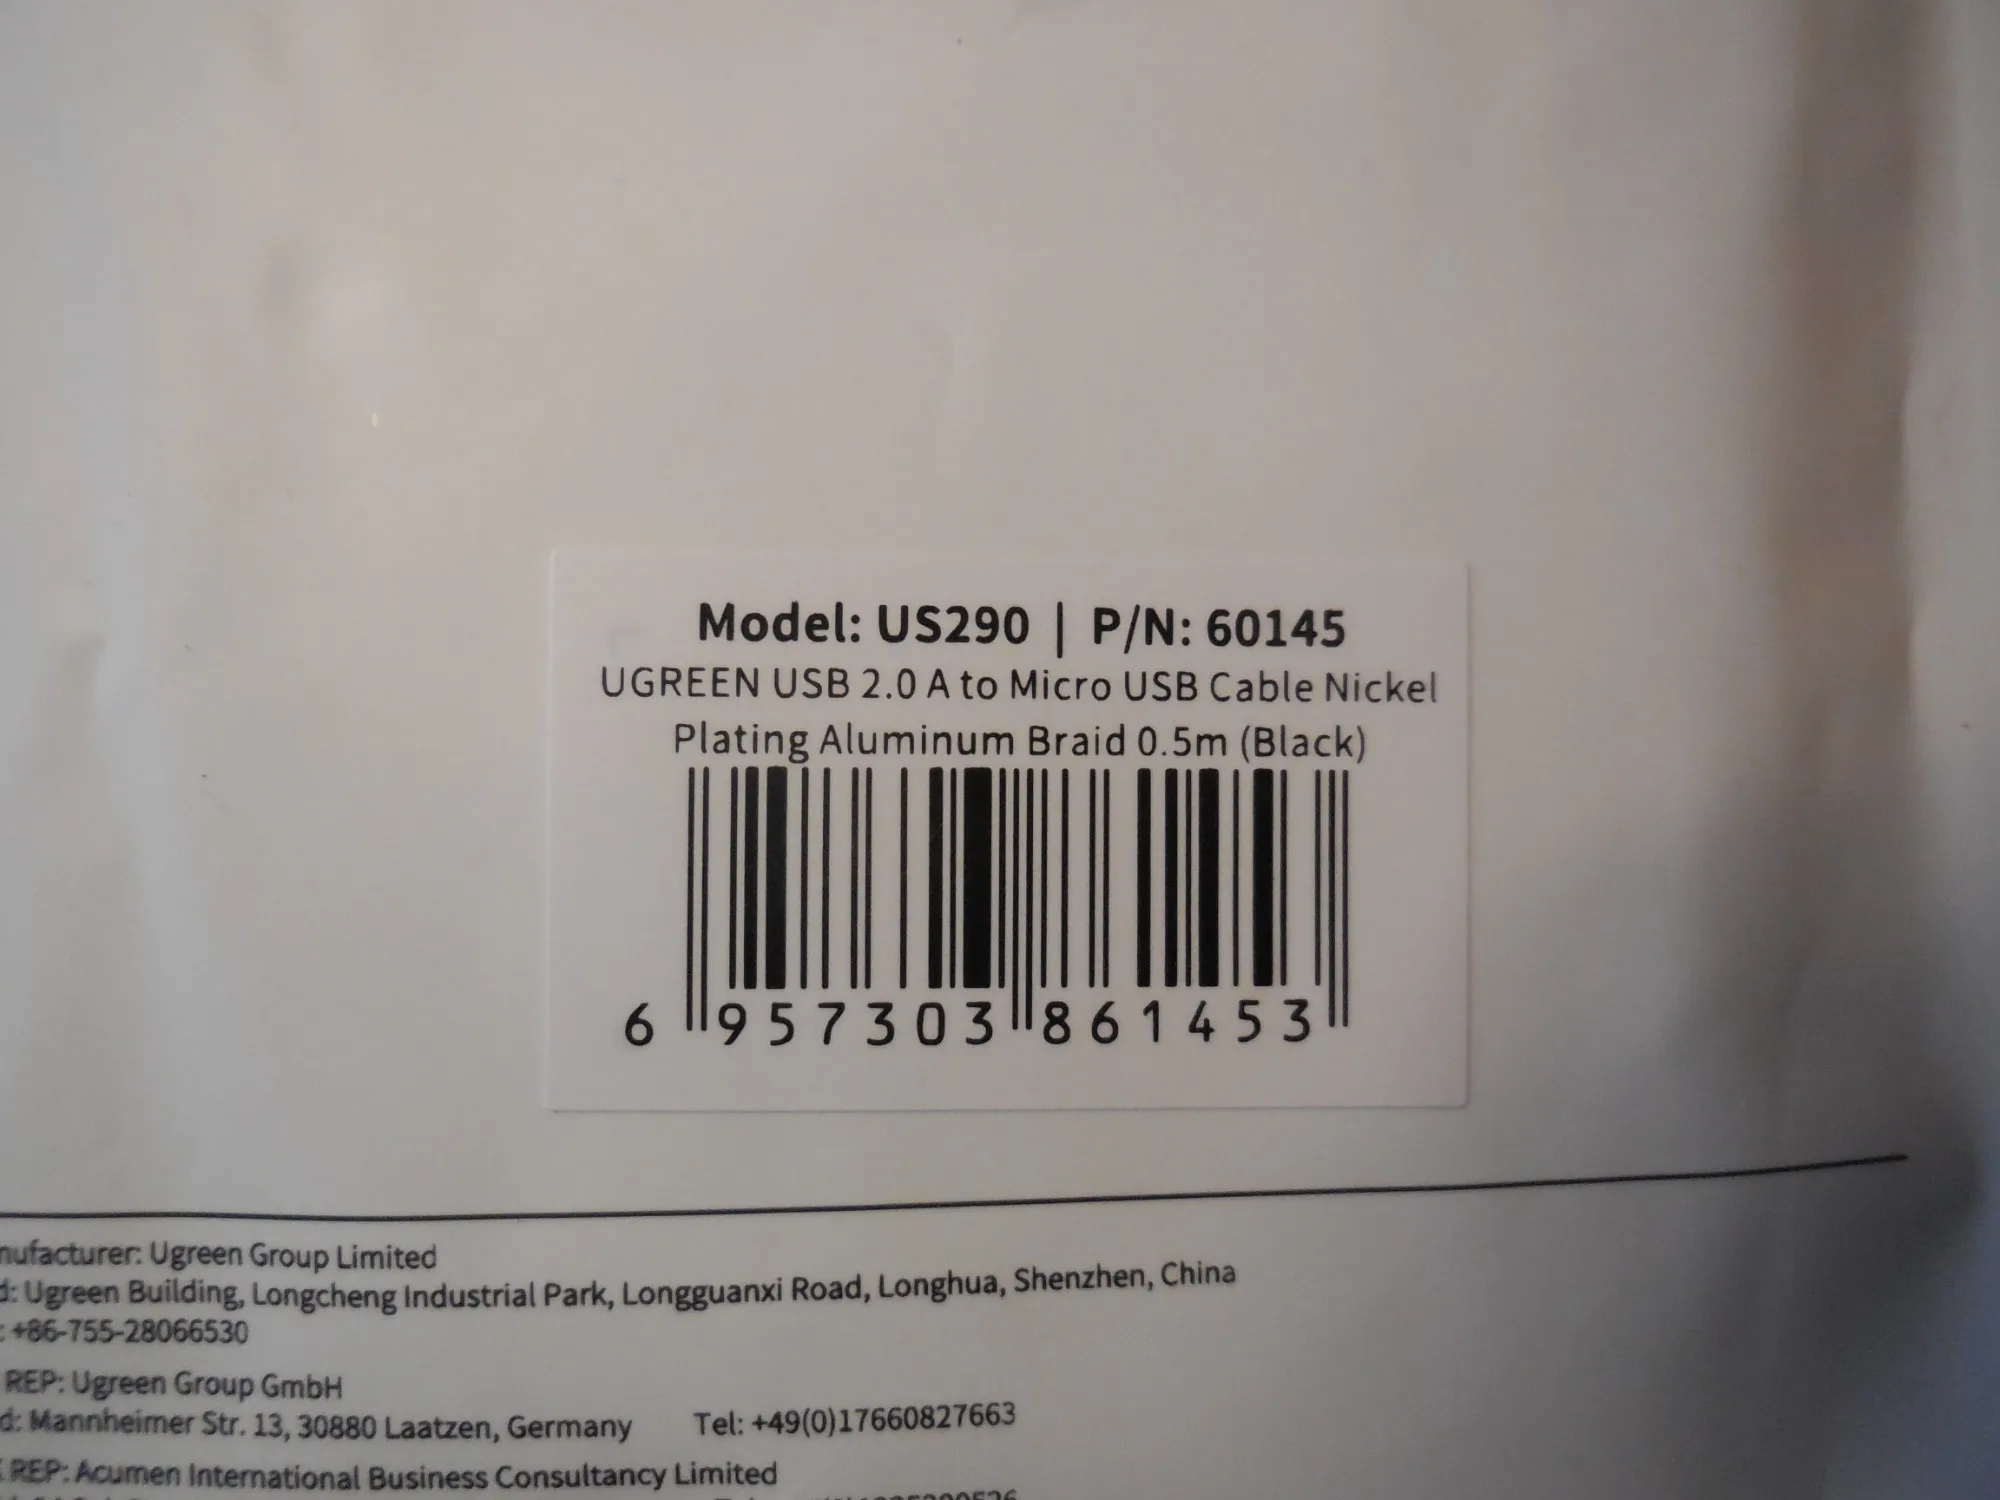 Model: US290 | P/N: 60145
UGREEN USB 2.0 A to Micro USB Cable Nickel
Plating Aluminum Braid 0.5m (Black)
6 957303 861453
nufacturer: Ugreen Group Limited
d: Ugreen Building, Longcheng Industrial Park, Longguanxi Road, Longhua, Shenzhen, China
: +86-755-28066530
REP: Ugreen Group GmbH
d: Mannheimer Str. 13, 30880 Laatzen, Germany Tel: +49(0)17660827663
REP: Acumen International Business Consultancy Limited